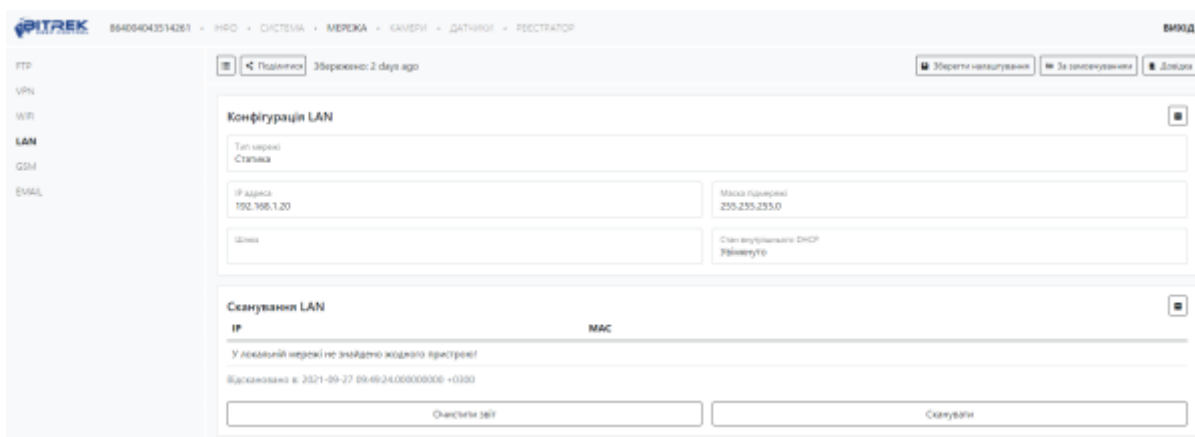 BITREK 864004043514261 • ІНФО • СИСТЕМА • МЕРЕЖА • КАМЕРИ • ДАТЧИКИ • РЕЄСТРАТОР ВИХІД
FTP
VPN
WIFI
LAN
GSM
EMAIL
Поділитися Збережено: 2 days ago Зберегти налаштування За замовчуванням Довідка
Конфігурація LAN
Тип мережі
Статика
IP адреса Маска підмережі
192.168.1.20 255.255.255.0
Шлюз Стан внутрішнього DHCP
Увімкнуто
Сканування LAN
IP MAC
У локальній мережі не знайдено жодного пристрою!
Відскановано в: 2021-09-27 09:49:24.000000000 +0300
Очистити звіт Сканувати